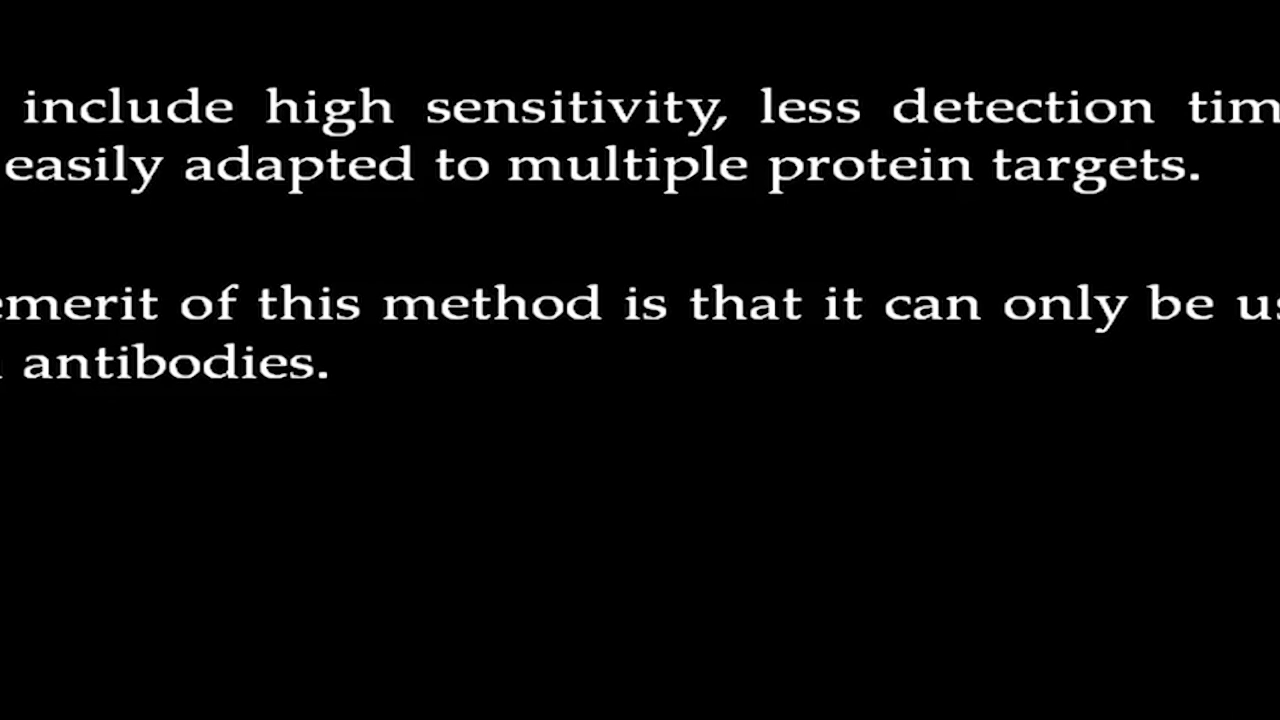 include high sensitivity, less detection tim
easily adapted to multiple protein targets.
emerit of this method is that it can only be us
antibodies.